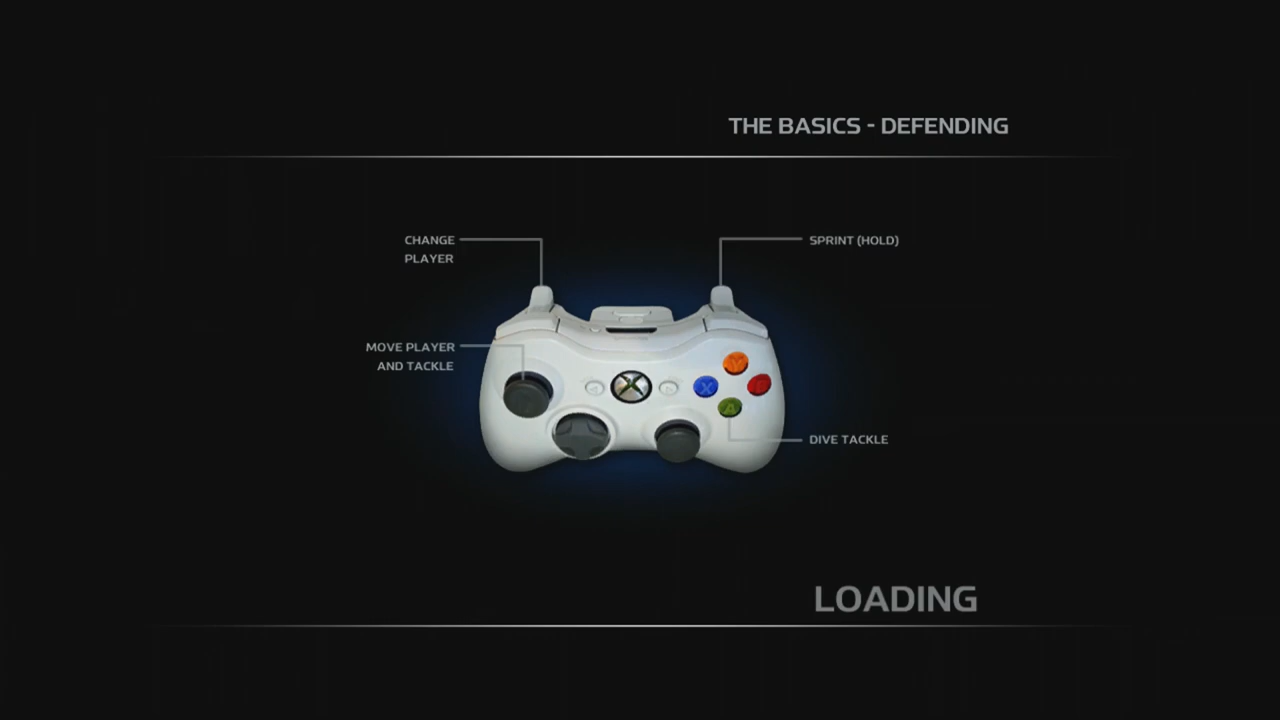 THE BASICS - DEFENDING
CHANGE
PLAYER
SPRINT (HOLD)
MOVE PLAYER
AND TACKLE
Y
X
A
DIVE TACKLE
LOADING